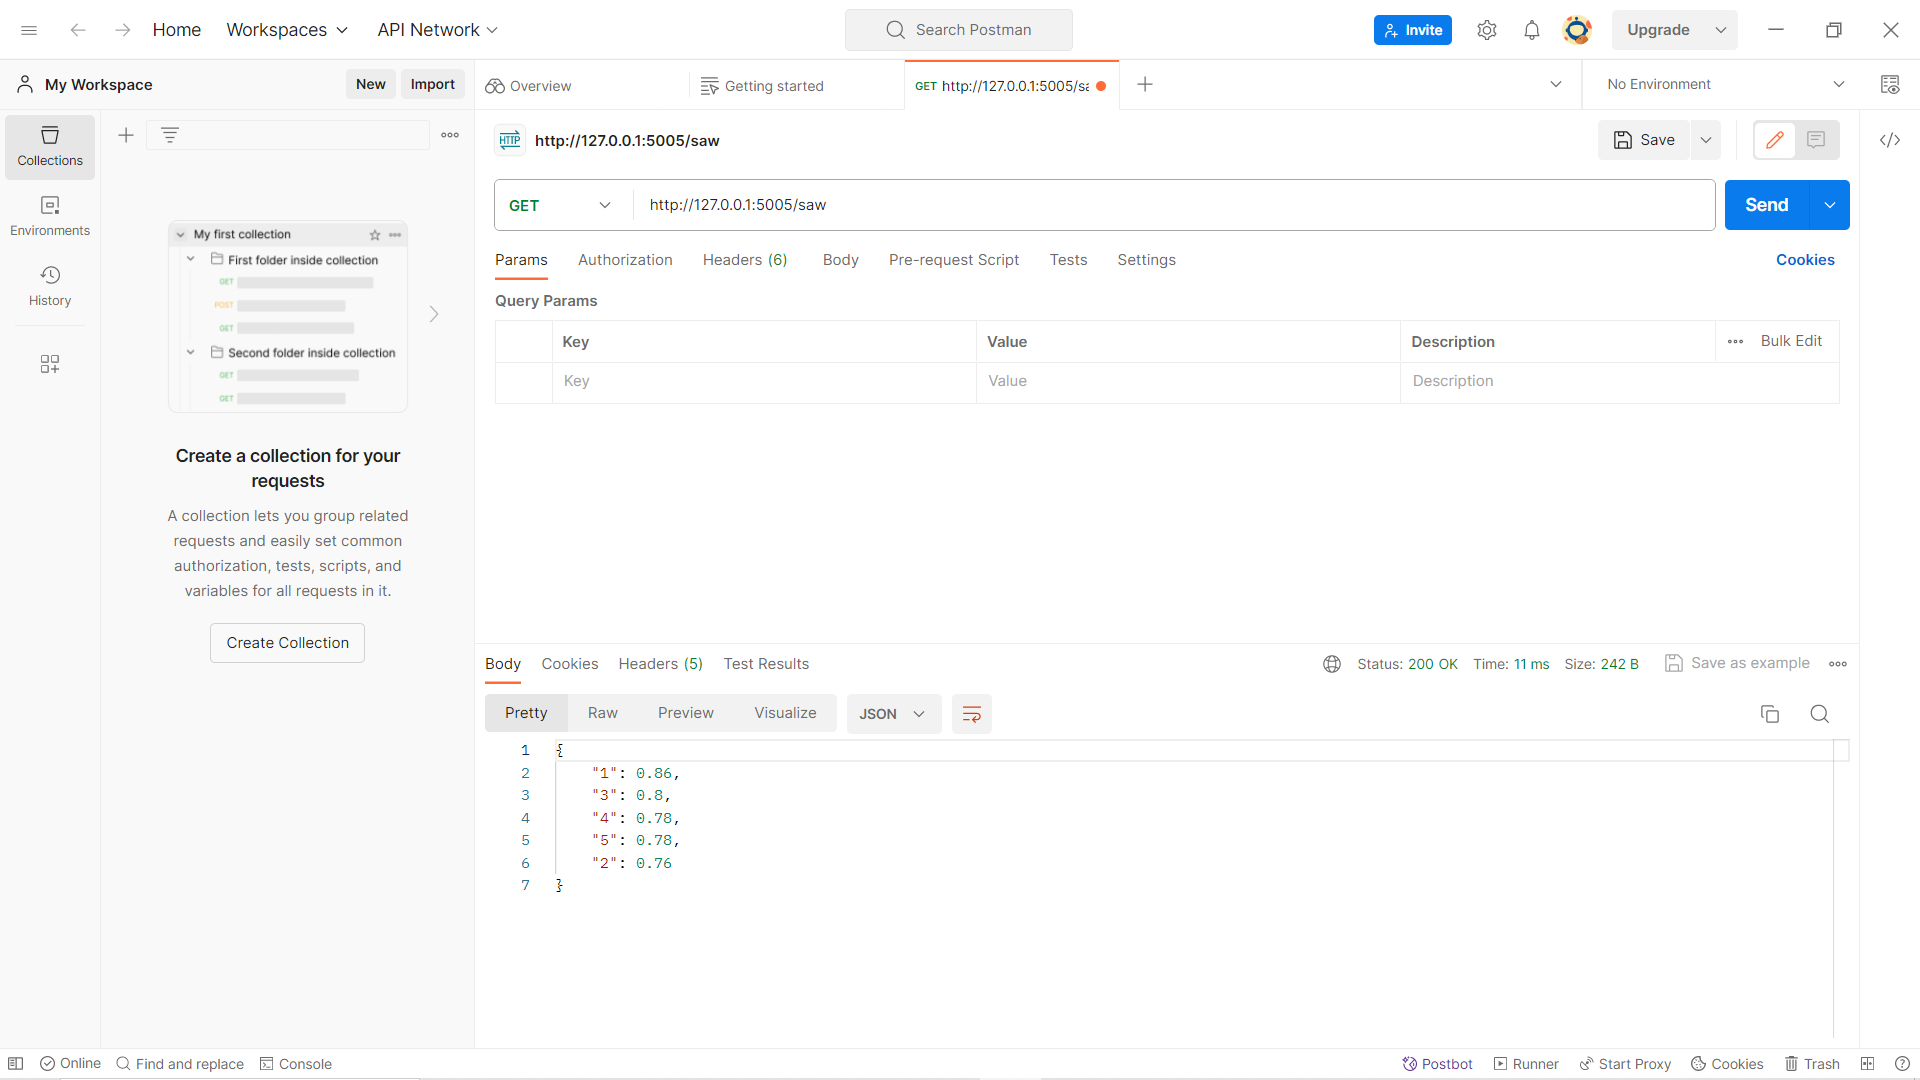 Home Workspaces API Network Search Postman Invite Upgrade
My Workspace New Import Overview Getting started GET http://127.0.0.1:5005/sa No Environment
Collections
Environments
History
My first collection
First folder inside collection
GET
POST
GET
Second folder inside collection
GET
GET
Create a collection for your
requests
A collection lets you group related
requests and easily set common
authorization, tests, scripts, and
variables for all requests in it.
Create Collection
HTTP http://127.0.0.1:5005/saw Save
GET http://127.0.0.1:5005/saw Send
Params Authorization Headers (6) Body Pre-request Script Tests Settings Cookies
Query Params
Key Value Description Bulk Edit
Key Value Description
Body Cookies Headers (5) Test Results Status: 200 OK Time: 11 ms Size: 242 B Save as example
Pretty Raw Preview Visualize JSON
1 {
2 "1": 0.86,
3 "3": 0.8,
4 "4": 0.78,
5 "5": 0.78,
6 "2": 0.76
7 }
Online Find and replace Console Postbot Runner Start Proxy Cookies Trash